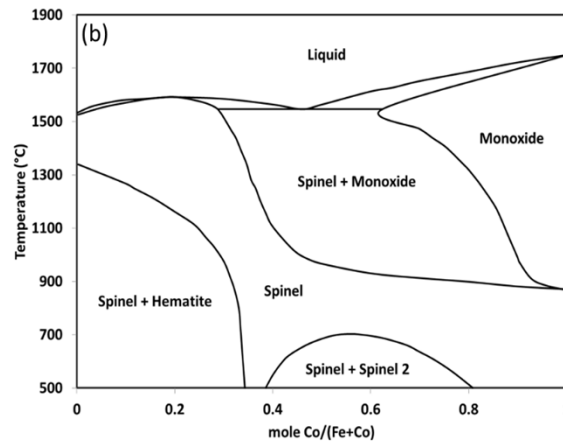 1900
(b)
Liquid
1700
1500
Monoxide
Temperature (°C)
1300
Spinel + Monoxide
1100
900
Spinel
Spinel + Hematite
700
Spinel + Spinel 2
500
0
0.2
0.4
0.6
0.8
mole Co/(Fe+Co)